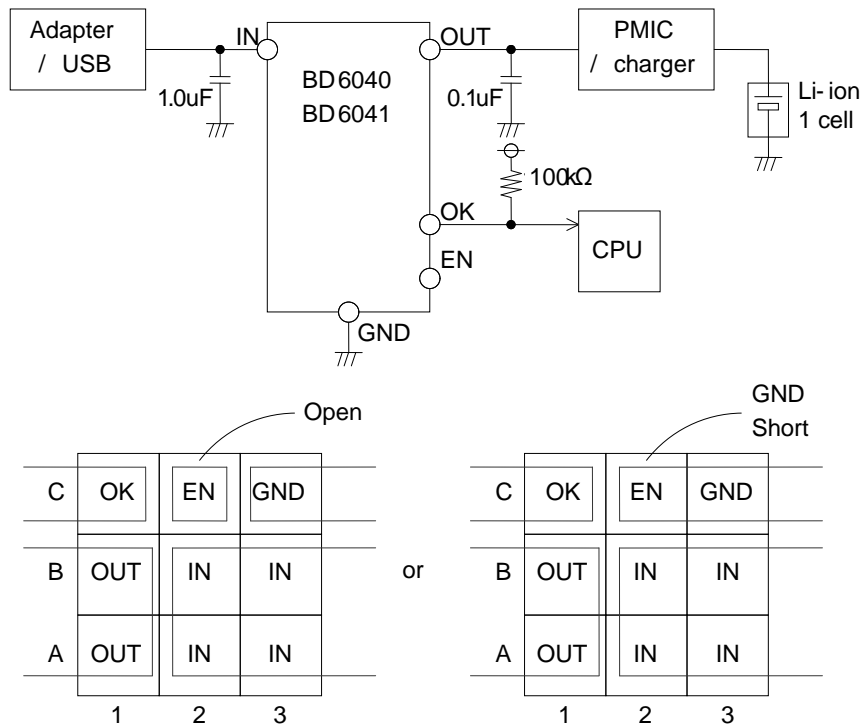 Adapter
/ USB
IN
OUT
PMIC
/ charger
BD6040
BD6041
1.0uF
0.1uF
Li-ion
1 cell
100kΩ
OK
CPU
EN
GND
Open
GND
Short
C OK EN GND
B OUT IN IN
A OUT IN IN
1 2 3
or
C OK EN GND
B OUT IN IN
A OUT IN IN
1 2 3